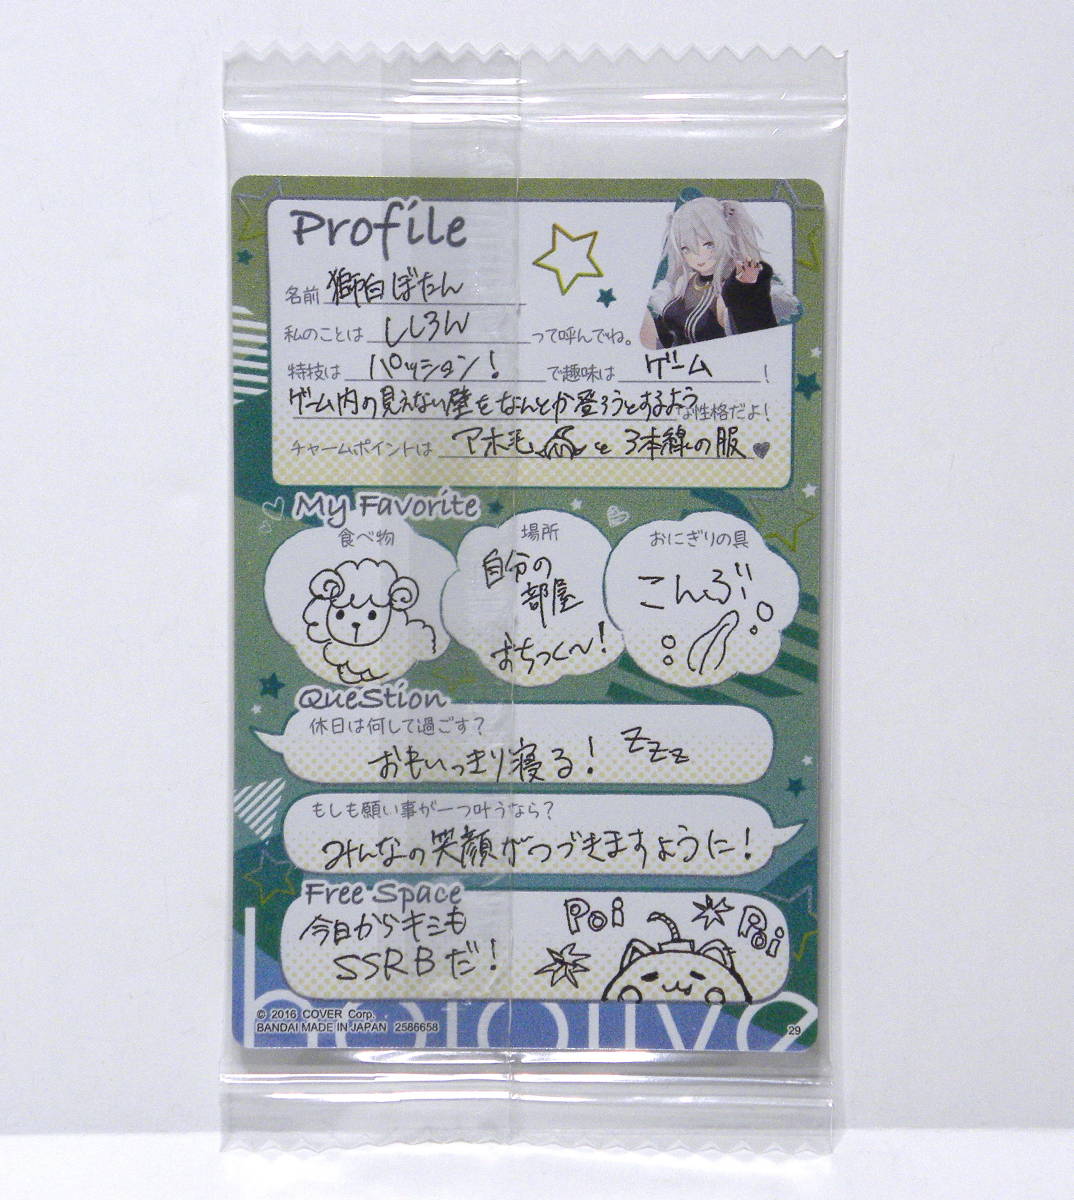 Profile
名前 獅白ぼたん
私のことは ししろん って呼んでね。
特技は パッション! で趣味は ゲーム !
ゲーム内の見えない壁をなんとか登ろうとするような性格だよ!
チャームポイントは アホ毛 と 3本線の服
My Favorite
食べ物
場所
自分の
部屋
おちつく〜!
おにぎりの具
こんぶ
Question
休日は何して過ごす?
おもいっきり寝る! zzz
もしも願い事が一つ叶うなら?
みんなの笑顔がつづきますように!
Free Space
今日からキミも
SSRBだ!
Poi
Poi
hololive
© 2016 COVER Corp.
BANDAI MADE IN JAPAN 2586658
29